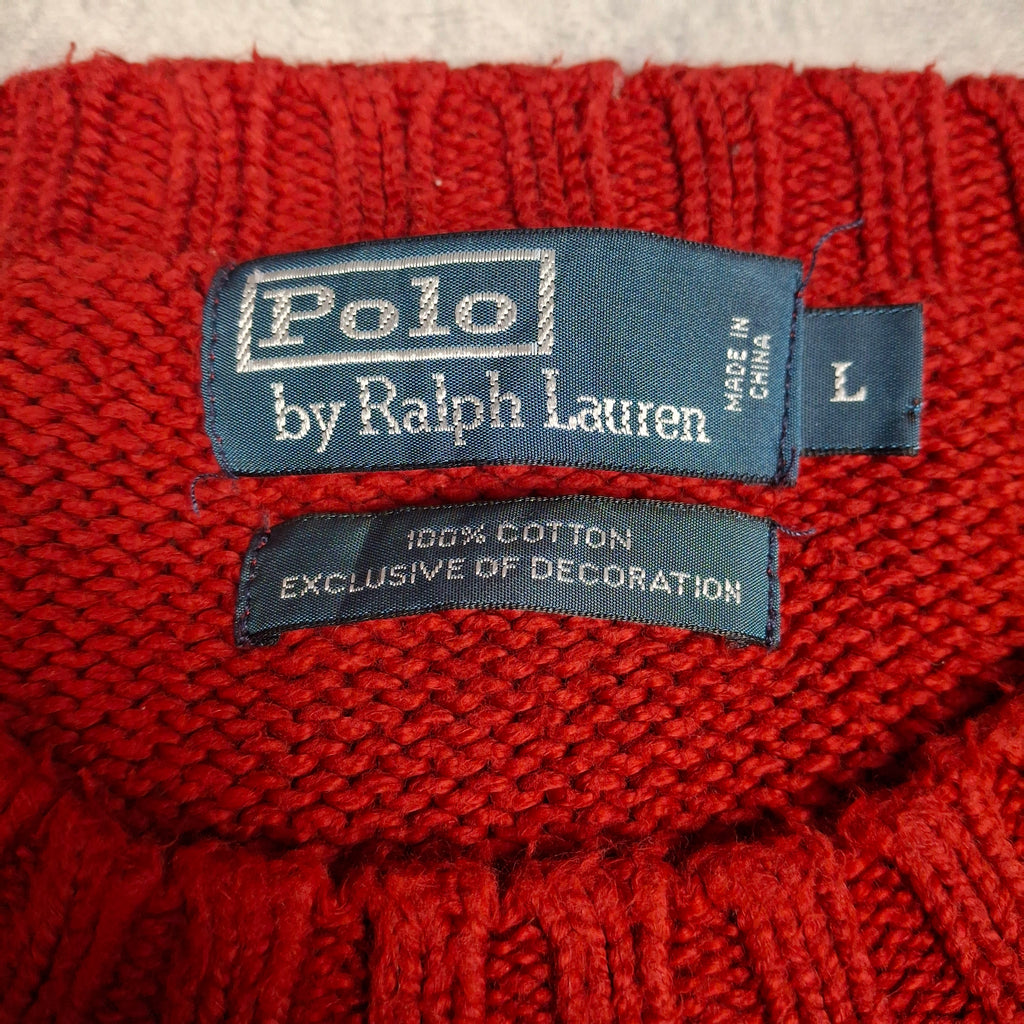 Polo
by Ralph Lauren
MADE IN
CHINA
L
100% COTTON
EXCLUSIVE OF DECORATION